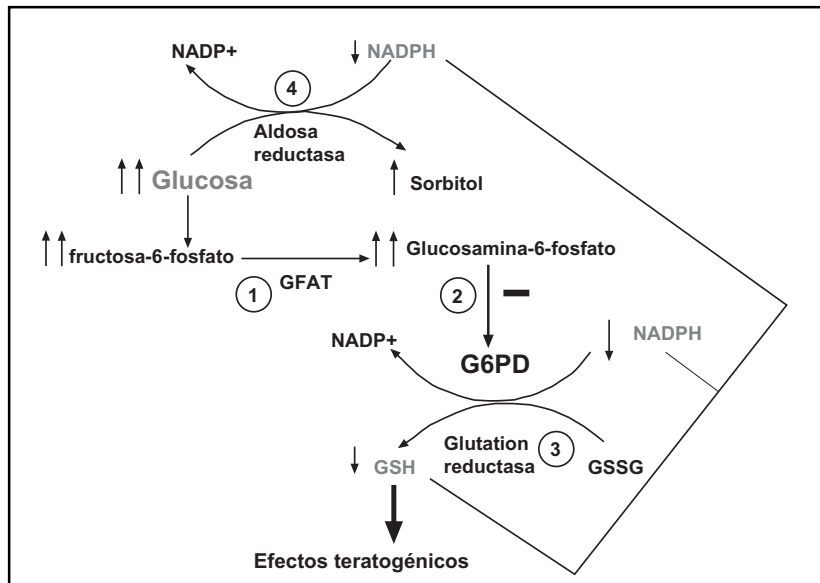 NADP+
NADPH
4
Aldosa
reductasa
Glucosa
Sorbitol
fructosa-6-fosfato
Glucosamina-6-fosfato
1
GFAT
2
NADP+
G6PD
NADPH
Glutation
reductasa
3
GSH
GSSG
Efectos teratogénicos